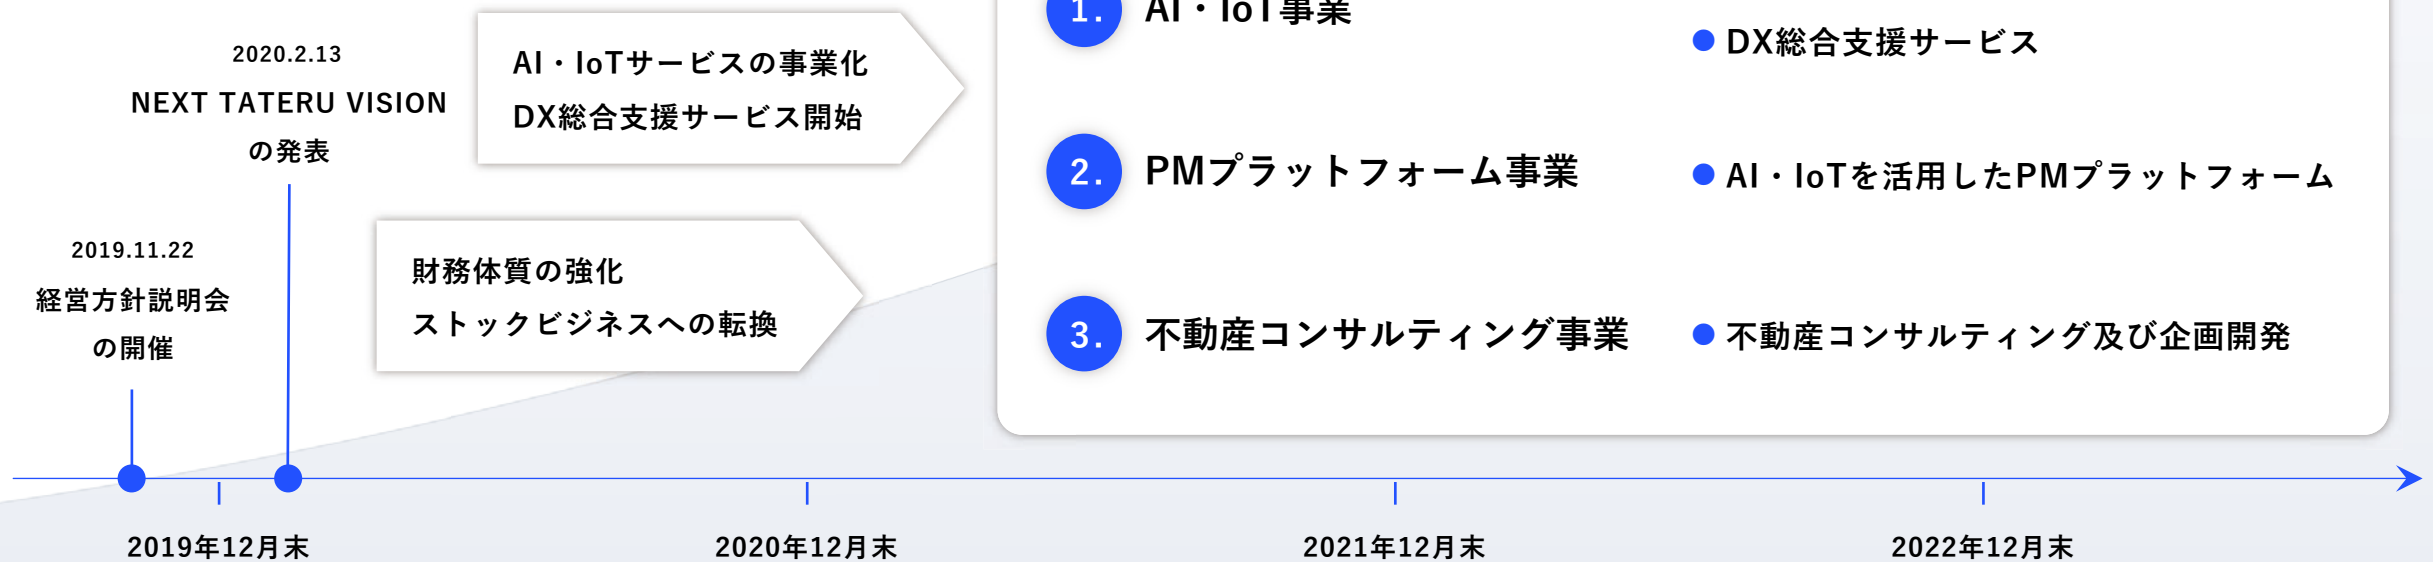 2020.2.13
NEXT TATERU VISION
の発表
2019.11.22
経営方針説明会
の開催
AI・IoTサービスの事業化
DX総合支援サービス開始
財務体質の強化
ストックビジネスへの転換
1. AI・IoT事業
● DX総合支援サービス
2. PMプラットフォーム事業
● AI・IoTを活用したPMプラットフォーム
3. 不動産コンサルティング事業
● 不動産コンサルティング及び企画開発
2019年12月末
2020年12月末
2021年12月末
2022年12月末